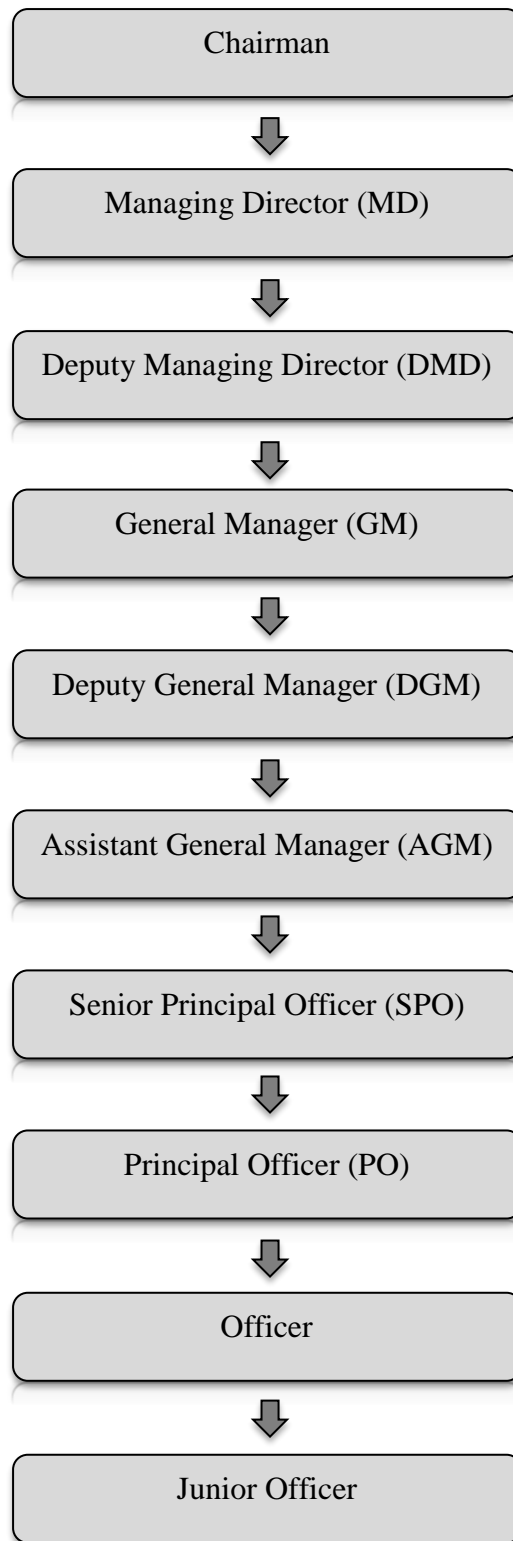 Chairman
Managing Director (MD)
Deputy Managing Director (DMD)
General Manager (GM)
Deputy General Manager (DGM)
Assistant General Manager (AGM)
Senior Principal Officer (SPO)
Principal Officer (PO)
Officer
Junior Officer